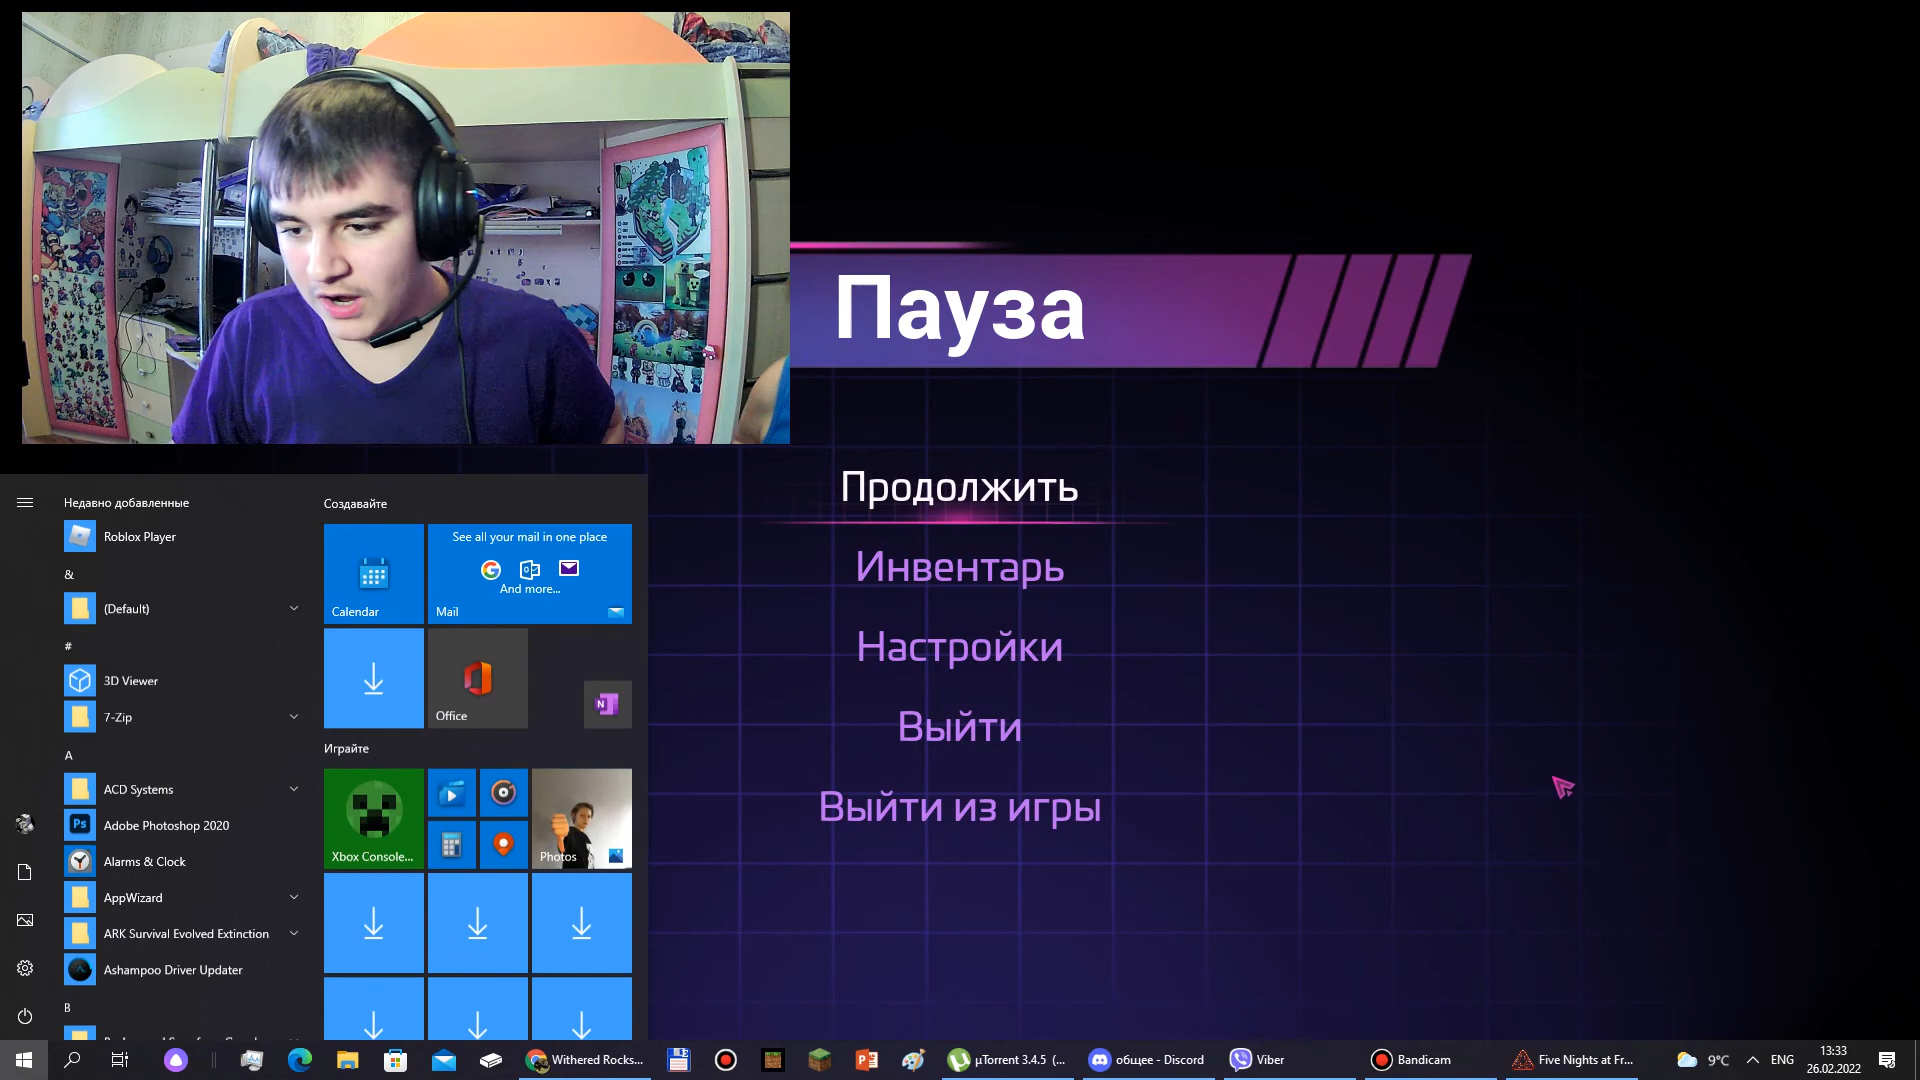 Пауза
Продолжить
Инвентарь
Настройки
Выйти
Выйти из игры
Недавно добавленные
Roblox Player
&
(Default)
#
3D Viewer
7-Zip
A
ACD Systems
Adobe Photoshop 2020
Alarms & Clock
AppWizard
ARK Survival Evolved Extinction
Ashampoo Driver Updater
B
Создавайте
See all your mail in one place
And more...
Calendar
Mail
Office
Играйте
Xbox Console...
Photos
Withered Rocks...
µTorrent 3.4.5 (...
общее - Discord
Viber
Bandicam
Five Nights at Fr...
9°C
ENG
13:33
26.02.2022